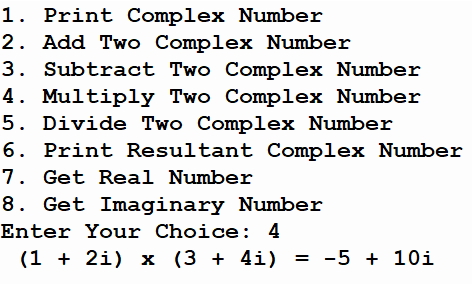 1. Print Complex Number
2. Add Two Complex Number
3. Subtract Two Complex Number
4. Multiply Two Complex Number
5. Divide Two Complex Number
6. Print Resultant Complex Number
7. Get Real Number
8. Get Imaginary Number
Enter Your Choice: 4
(1 + 2i) x (3 + 4i) = -5 + 10i